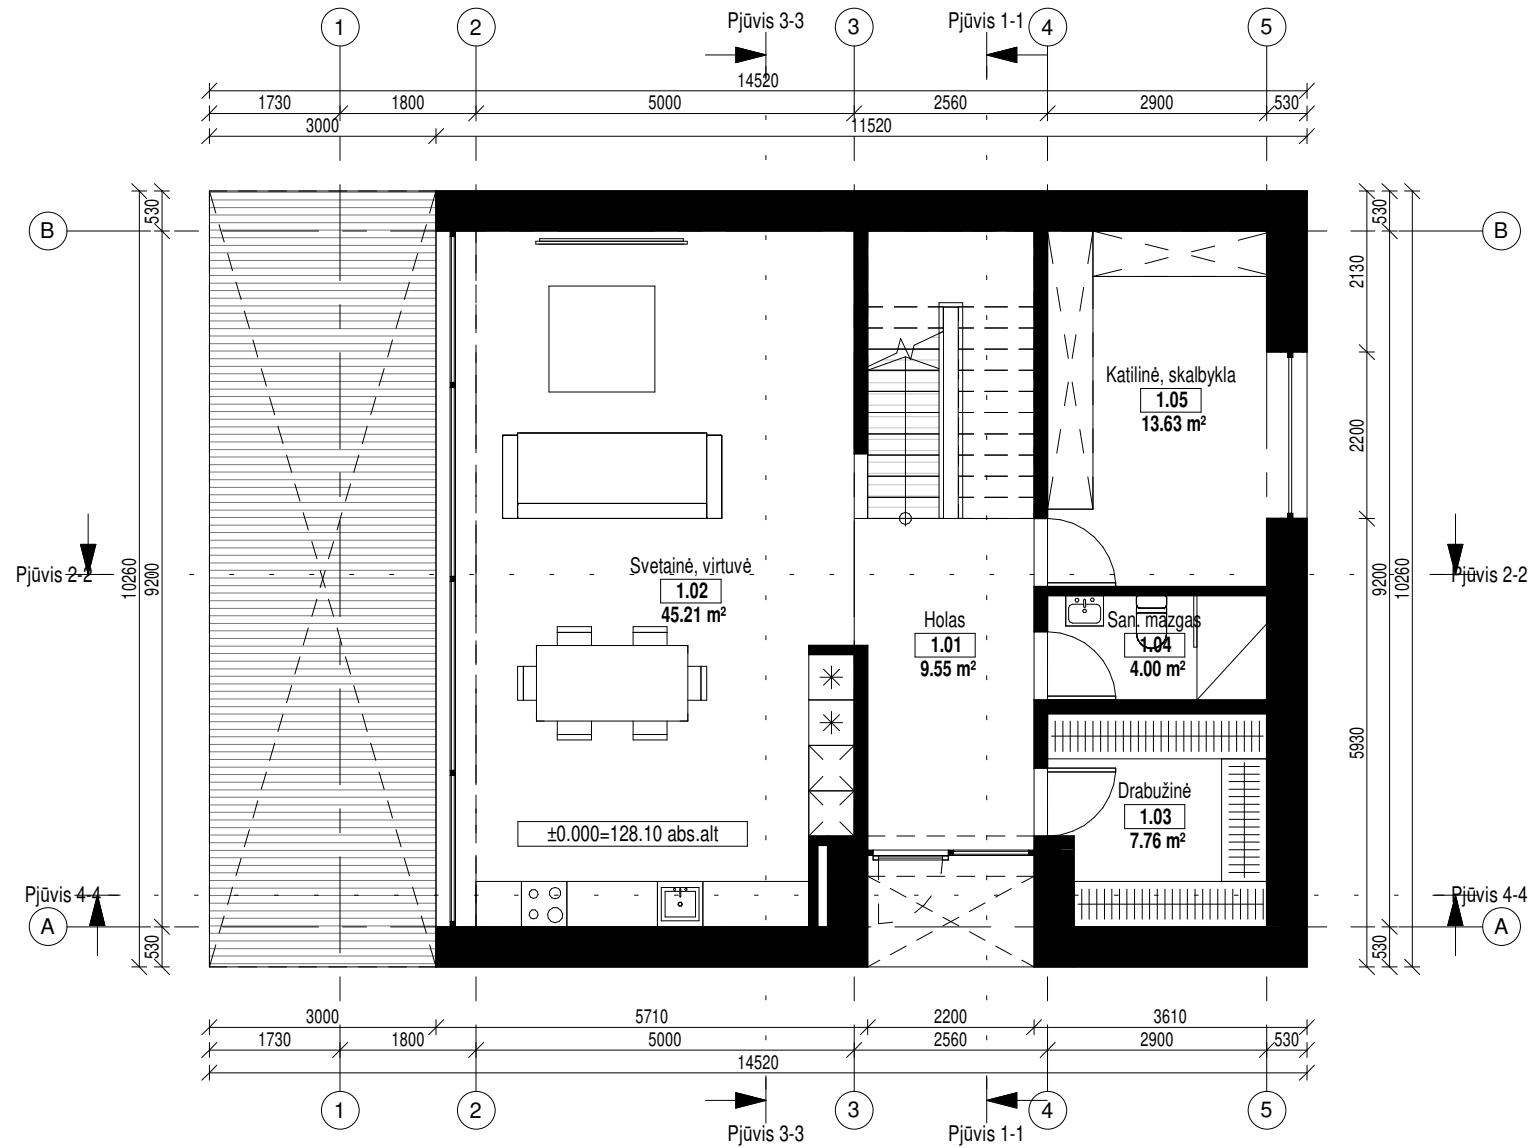 1
2
Pjūvis 3-3
3
Pjūvis 1-1
4
5
14520
1730
1800
5000
2560
2900
530
3000
11520
B
530
530
B
2130
Katilinė, skalbykla
1.05
13.63 m²
2200
Pjūvis 2-2
10260
9200
Svetainė, virtuvė
1.02
45.21 m²
Holas
1.01
9.55 m²
San. mazgas
1.04
4.00 m²
9200
10260
Pjūvis 2-2
5930
Drabužinė
1.03
7.76 m²
±0.000=128.10 abs.alt
Pjūvis 4-4
Pjūvis 4-4
A
530
530
A
3000
5710
2200
3610
1730
1800
5000
2560
2900
530
14520
1
2
Pjūvis 3-3
3
Pjūvis 1-1
4
5